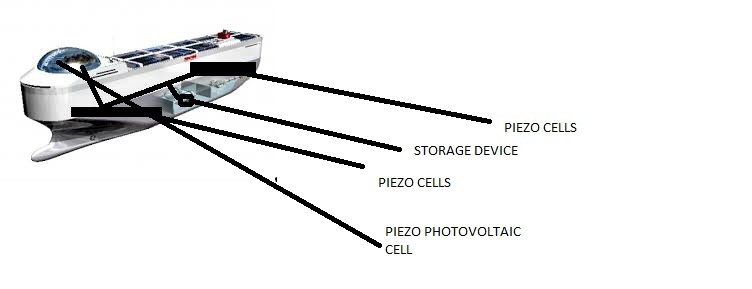 PIEZO CELLS
STORAGE DEVICE
PIEZO CELLS
PIEZO PHOTOVOLTAIC
CELL